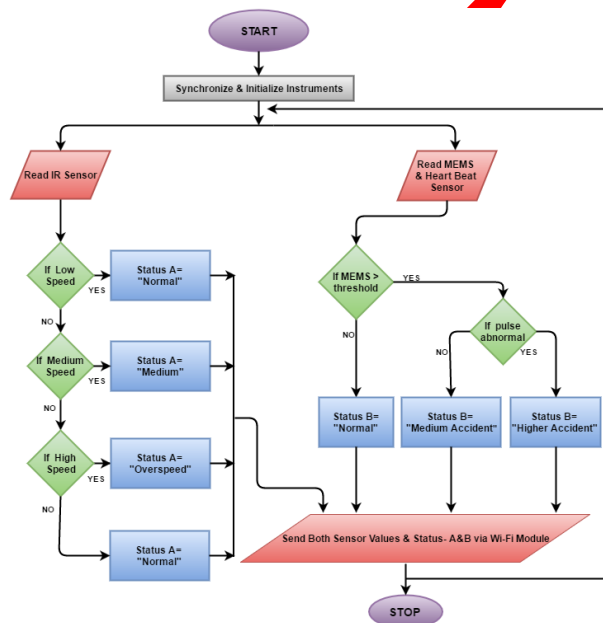 START
Synchronize & Initialize Instruments
Read IR Sensor
Read MEMS
& Heart Beat
Sensor
If Low
Speed
YES
NO
Status A=
"Normal"
If MEMS >
threshold
YES
NO
If pulse
abnormal
NO
YES
If Medium
Speed
YES
NO
Status A=
"Medium"
Status B=
"Normal"
Status B=
"Medium Accident"
Status B=
"Higher Accident"
If High
Speed
YES
NO
Status A=
"Overspeed"
Status A=
"Normal"
Send Both Sensor Values & Status- A&B via Wi-Fi Module
STOP